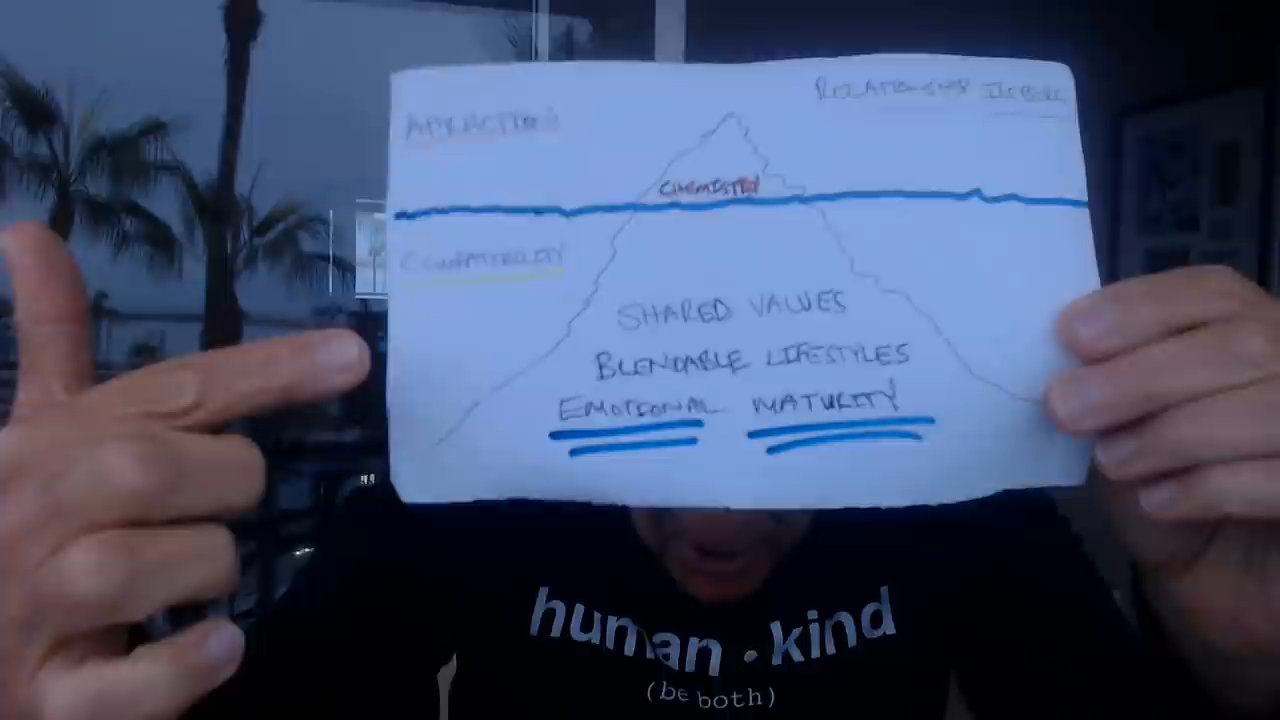 RELATIONSHIP ICEBERG
ATTRACTION
CHEMISTRY
COMPATIBILITY
SHARED VALUES
BLENDABLE LIFESTYLES
EMOTIONAL MATURITY
human·kind
(be both)